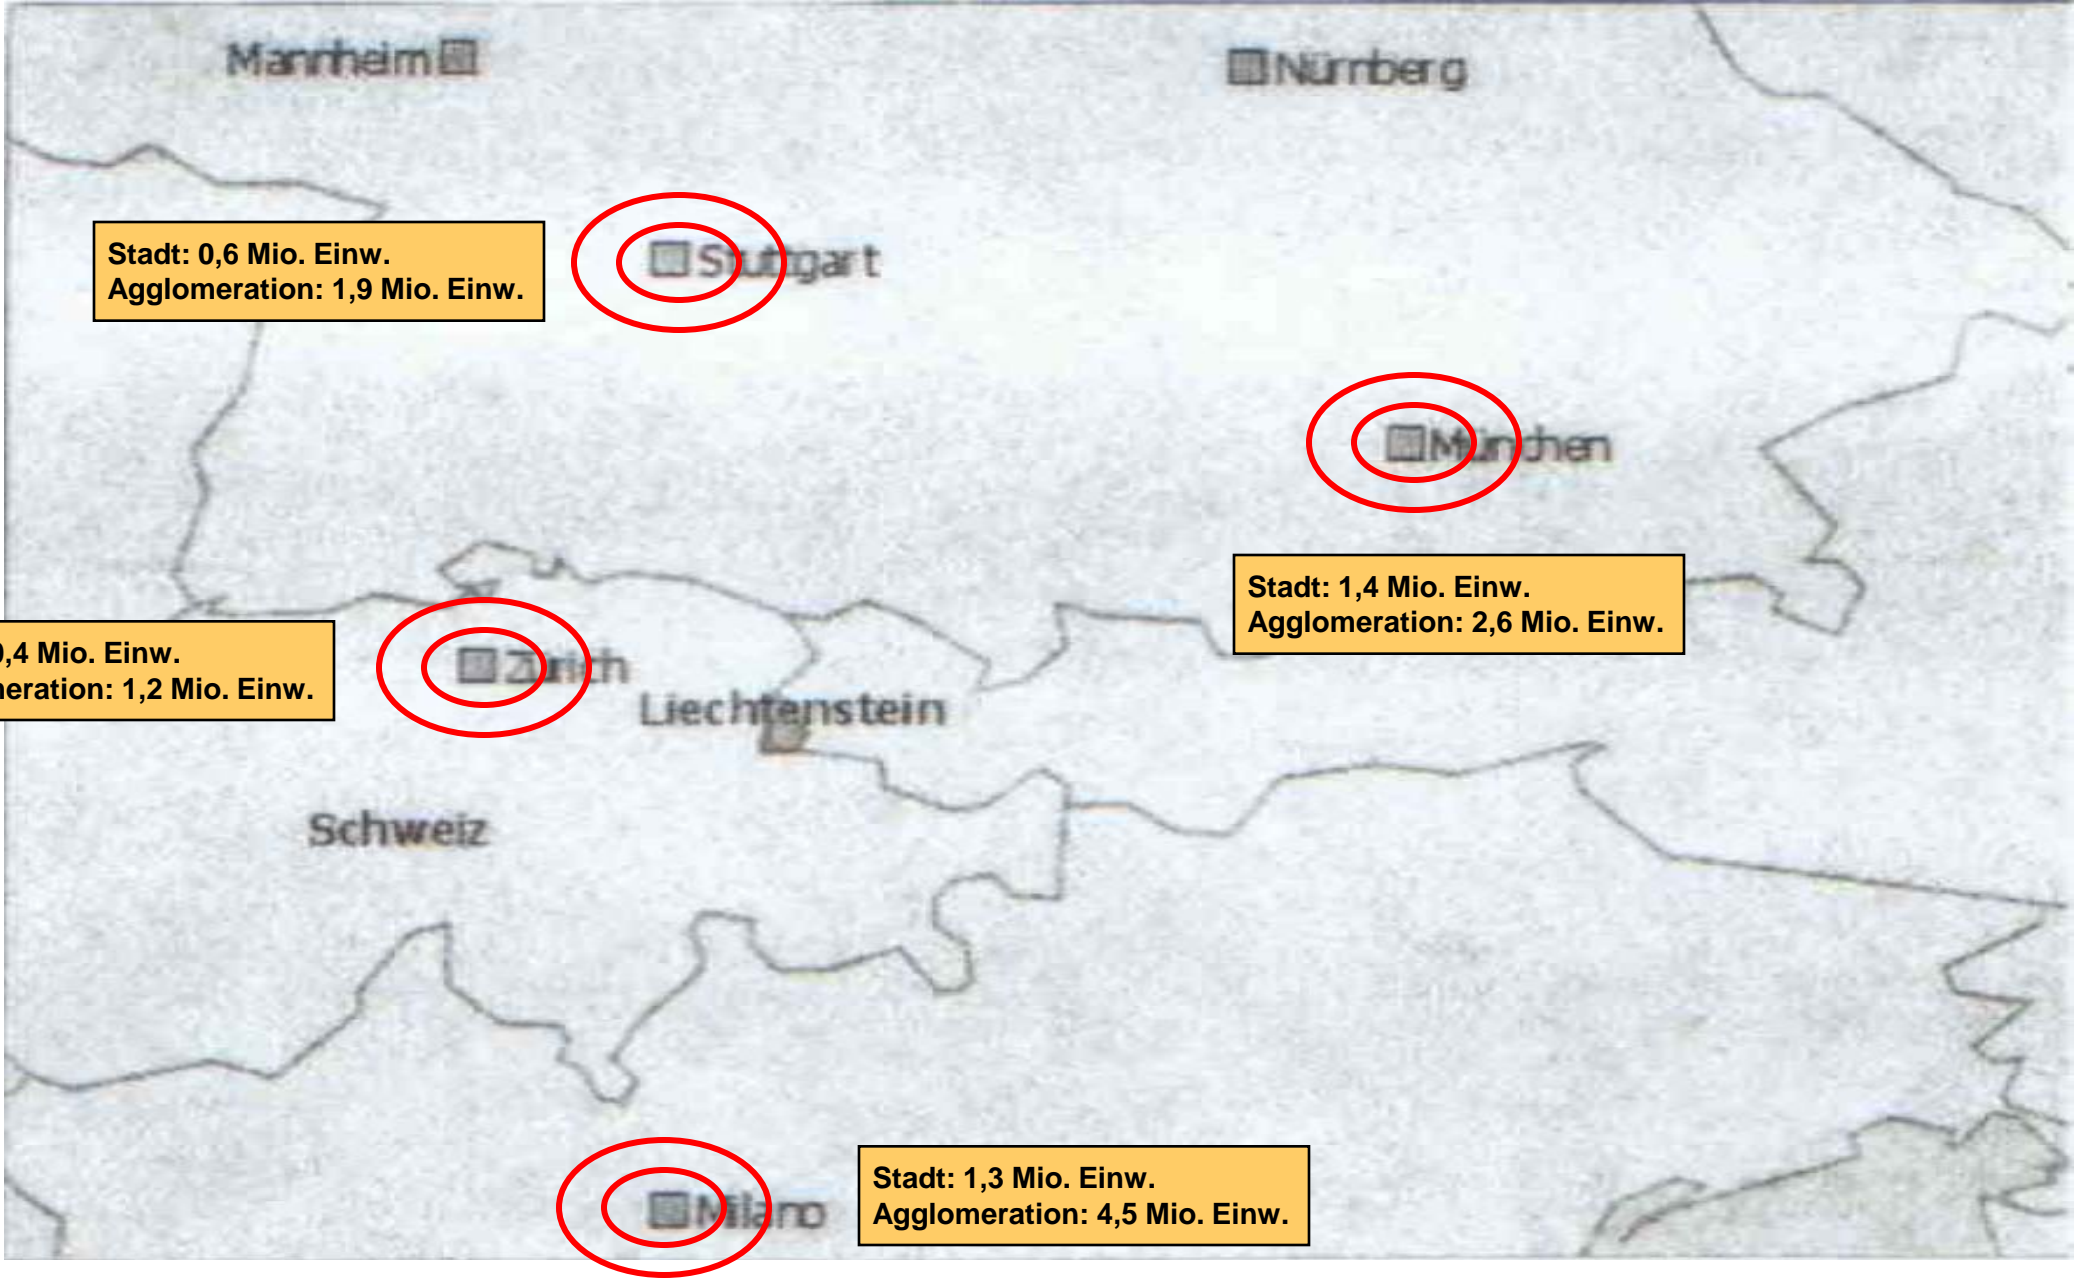 Mannheim
Nürnberg
Stadt: 0,6 Mio. Einw.
Agglomeration: 1,9 Mio. Einw.
Stuttgart
München
Stadt: 1,4 Mio. Einw.
Agglomeration: 2,6 Mio. Einw.
0,4 Mio. Einw.
eration: 1,2 Mio. Einw.
Zürich
Liechtenstein
Schweiz
Stadt: 1,3 Mio. Einw.
Agglomeration: 4,5 Mio. Einw.
Milano